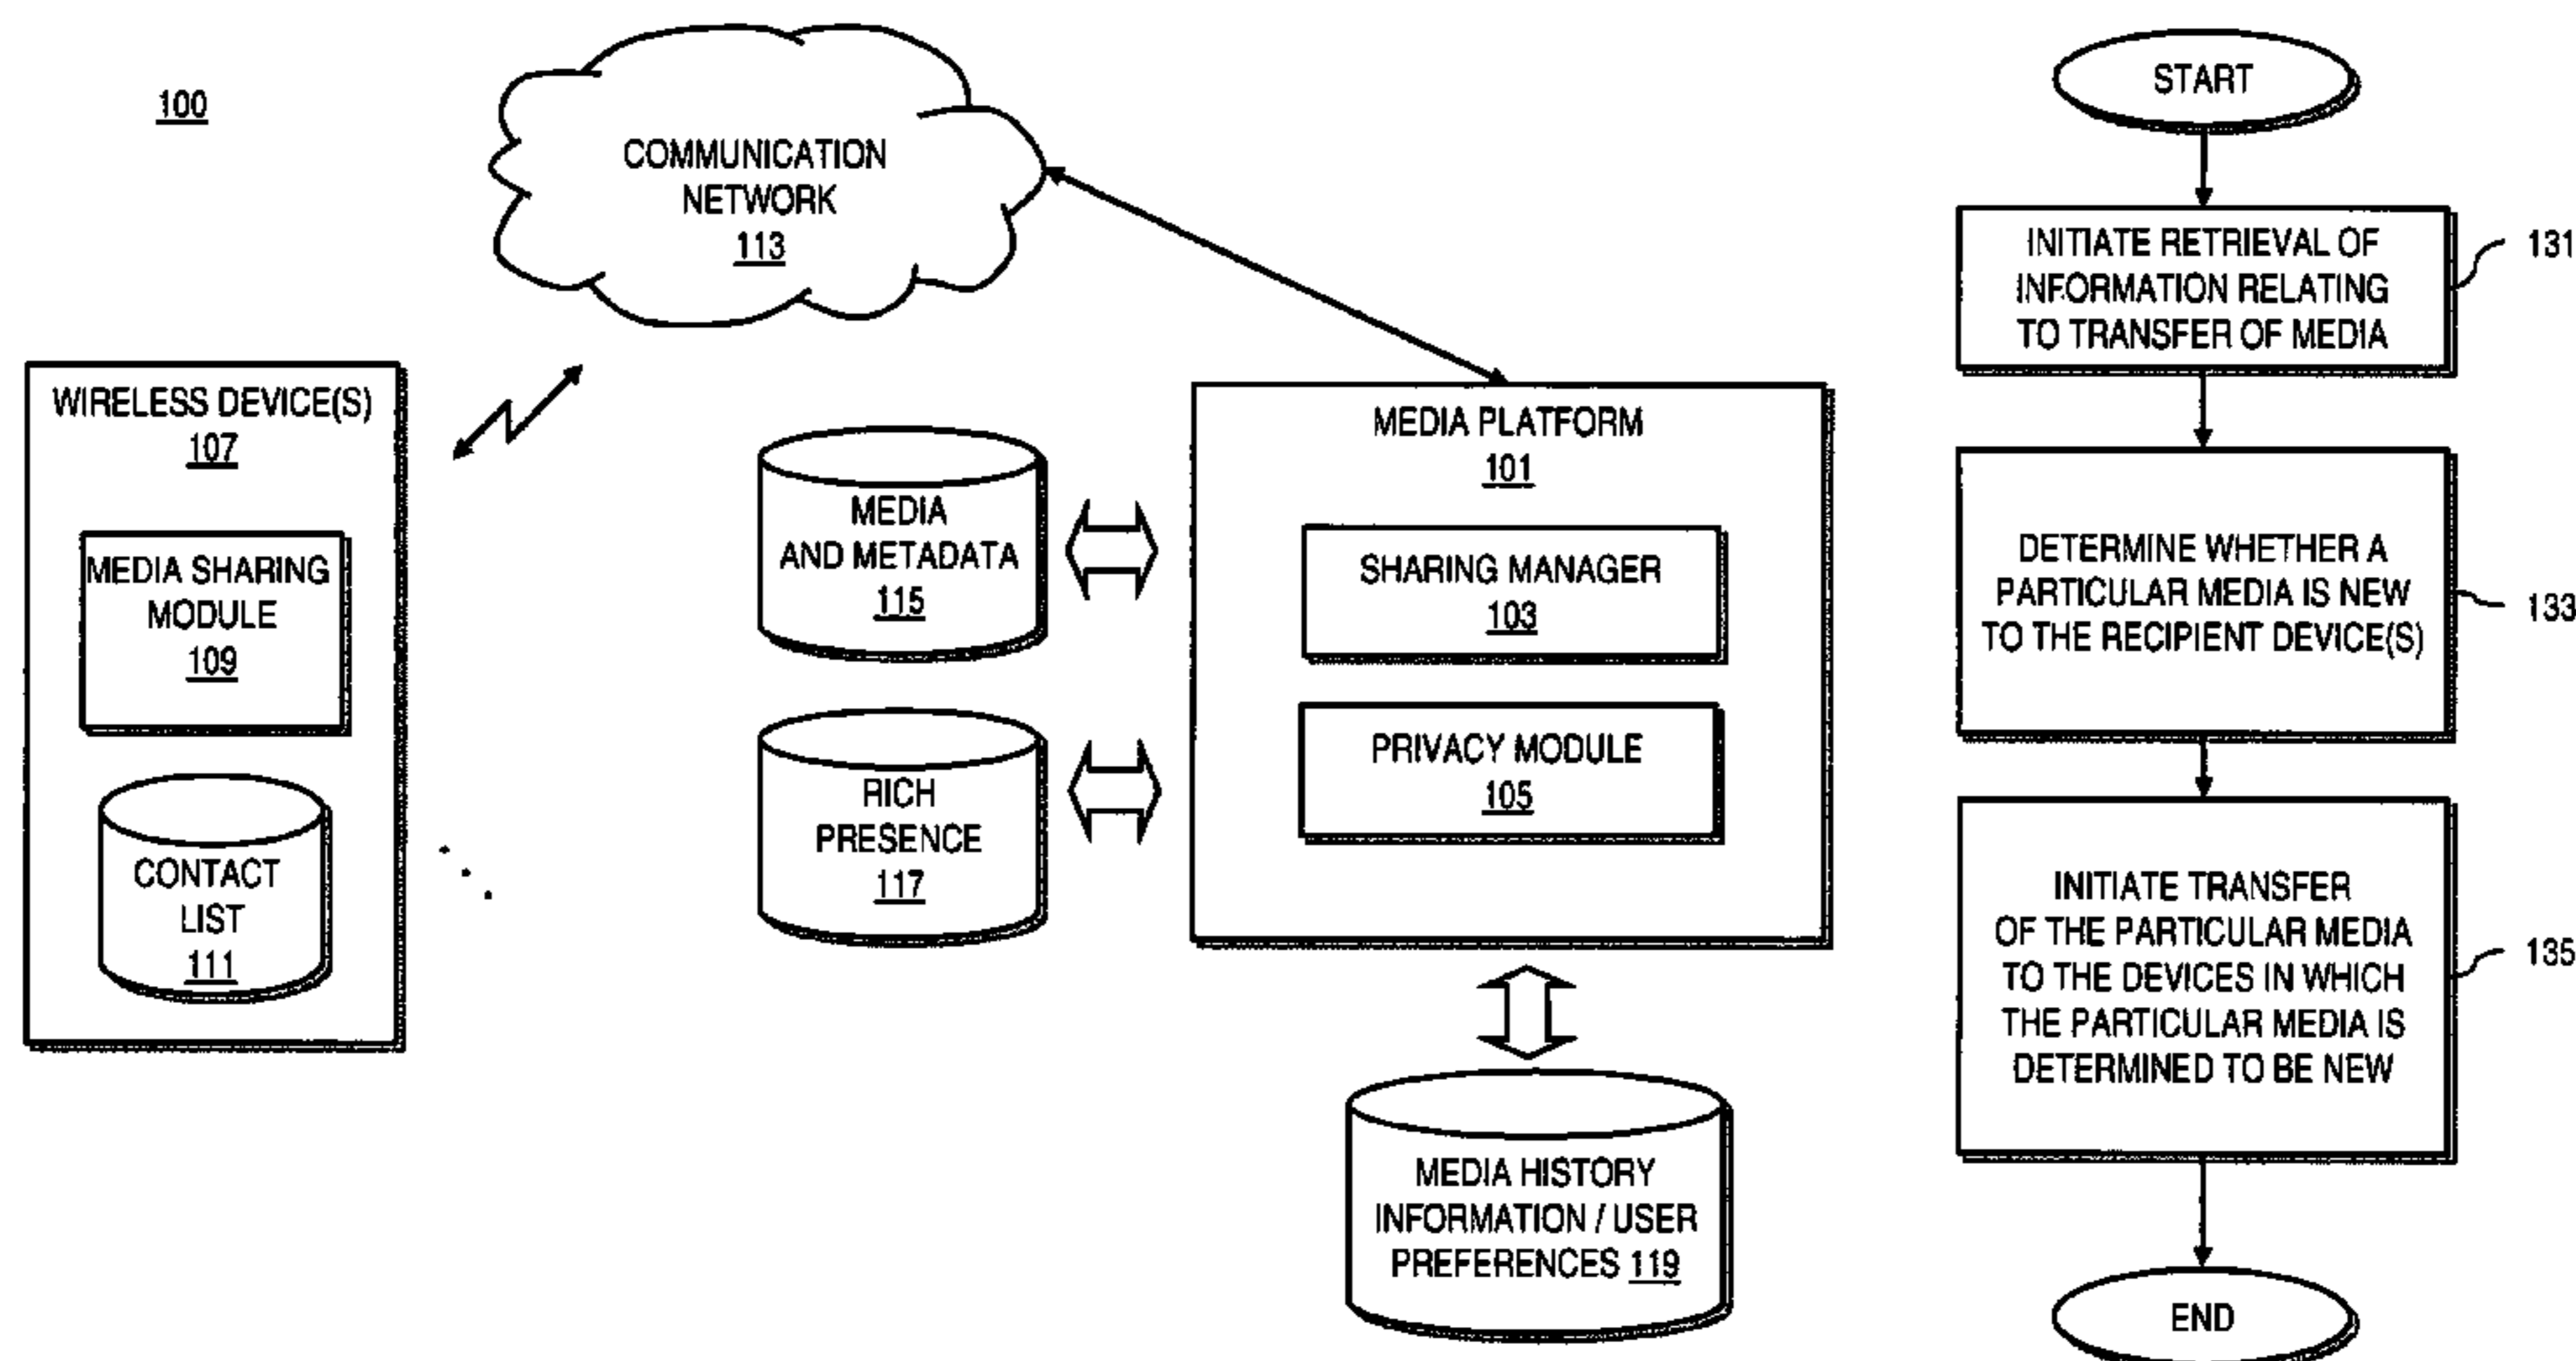 100
COMMUNICATION
NETWORK
113
WIRELESS DEVICE(S)
107
MEDIA SHARING
MODULE
109
CONTACT
LIST
111
MEDIA
AND METADATA
115
RICH
PRESENCE
117
MEDIA PLATFORM
101
SHARING MANAGER
103
PRIVACY MODULE
105
MEDIA HISTORY
INFORMATION / USER
PREFERENCES 119
START
INITIATE RETRIEVAL OF
INFORMATION RELATING
TO TRANSFER OF MEDIA
131
DETERMINE WHETHER A
PARTICULAR MEDIA IS NEW
TO THE RECIPIENT DEVICE(S)
133
INITIATE TRANSFER
OF THE PARTICULAR MEDIA
TO THE DEVICES IN WHICH
THE PARTICULAR MEDIA IS
DETERMINED TO BE NEW
135
END